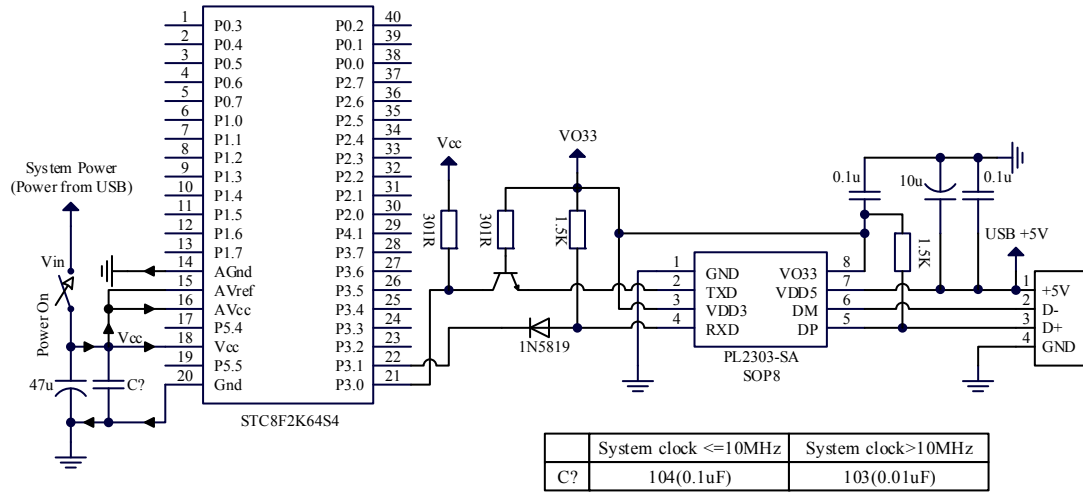 1 P0.3 P0.2 40
2 P0.4 P0.1 39
3 P0.5 P0.0 38
4 P0.6 P2.7 37
5 P0.7 P2.6 36
6 P1.0 P2.5 35
7 P1.1 P2.4 34
8 P1.2 P2.3 33
9 P1.3 P2.2 32
10 P1.4 P2.1 31
11 P1.5 P2.0 30
12 P1.6 P4.1 29
13 P1.7 P3.7 28
14 AGnd P3.6 27
15 AVref P3.5 26
16 AVcc P3.4 25
17 P5.4 P3.3 24
18 Vcc P3.2 23
19 P5.5 P3.1 22
20 Gnd P3.0 21
STC8F2K64S4
System Power
(Power from USB)
Vin
Power On
Vcc
47u
C?
Vcc
VO33
301R
301R
1.5K
1N5819
0.1u
10u
0.1u
1.5K
USB +5V
1 GND VO33 8
2 TXD VDD5 7
3 VDD3 DM 6
4 RXD DP 5
PL2303-SA
SOP8
1 +5V
2 D-
3 D+
4 GND
System clock <=10MHz System clock>10MHz
C? 104(0.1uF) 103(0.01uF)